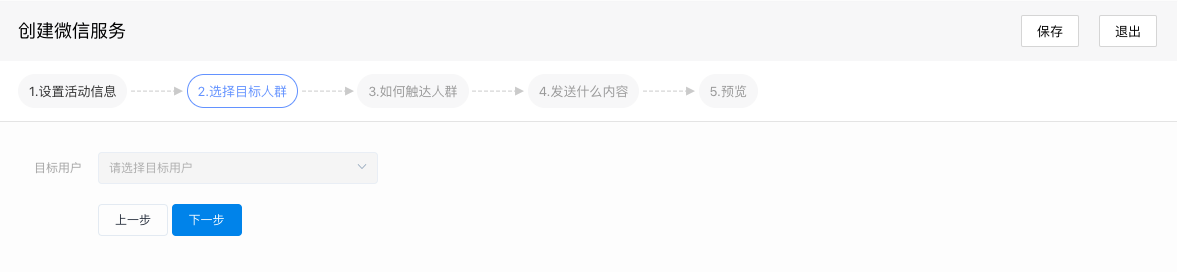 创建微信服务 保存 退出
1.设置活动信息 2.选择目标人群 3.如何触达人群 4.发送什么内容 5.预览
目标用户 请选择目标用户
上一步 下一步